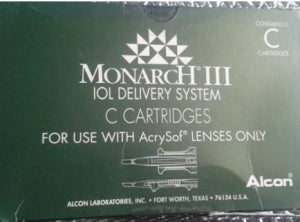 CONTAINS 10
C
CARTRIDGES
MONARCH® III
IOL DELIVERY SYSTEM
C CARTRIDGES
FOR USE WITH AcrySof® LENSES ONLY
Alcon®
ALCON LABORATORIES, INC. • FORT WORTH, TEXAS • 76134 U.S.A.